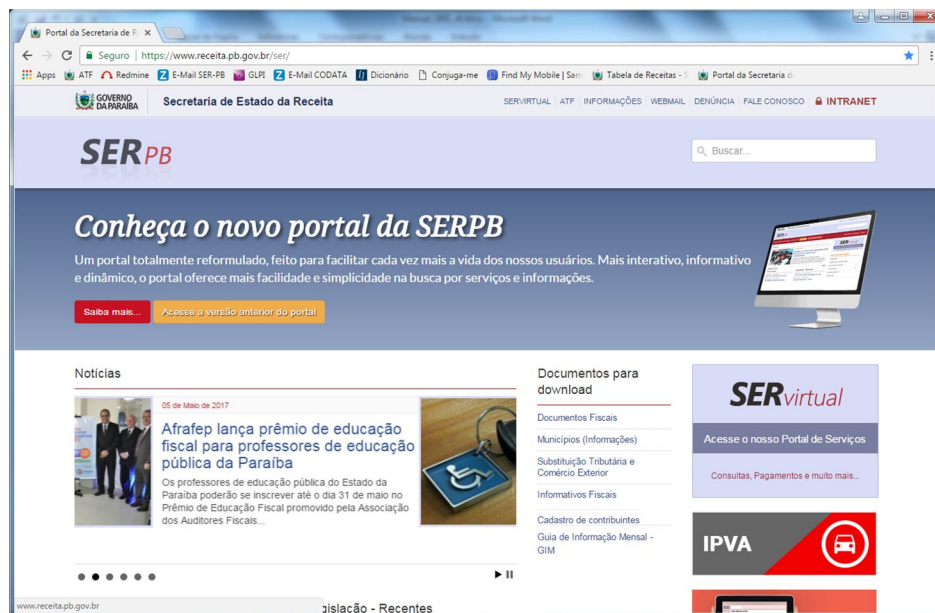 Portal da Secretaria de R
Seguro | https://www.receita.pb.gov.br/ser/
Apps ATF Redmine E-Mail SER-PB GLPI E-Mail CODATA Dicionário Conjuga-me Find My Mobile | Sam Tabela de Receitas - S Portal da Secretaria d
GOVERNO DA PARAÍBA
Secretaria de Estado da Receita
SERVIRTUAL ATF INFORMAÇÕES WEBMAIL DENÚNCIA FALE CONOSCO INTRANET
SER PB
Buscar...
Conheça o novo portal da SERPB
Um portal totalmente reformulado, feito para facilitar cada vez mais a vida dos nossos usuários. Mais interativo, informativo
e dinâmico, o portal oferece mais facilidade e simplicidade na busca por serviços e informações.
Saiba mais...
Acesse a versão anterior do portal
Notícias
05 de Maio de 2017
Afrafep lança prêmio de educação
fiscal para professores de educação
pública da Paraíba
Os professores de educação pública do Estado da
Paraíba poderão se inscrever até o dia 31 de maio no
Prêmio de Educação Fiscal promovido pela Associação
dos Auditores Fiscais...
Documentos para
download
Documentos Fiscais
Municípios (Informações)
Substituição Tributária e
Comércio Exterior
Informativos Fiscais
Cadastro de contribuintes
Guia de Informação Mensal -
GIM
SERvirtual
Acesse o nosso Portal de Serviços
Consultas, Pagamentos e muito mais...
IPVA
www.receita.pb.gov.br
gislação - Recentes